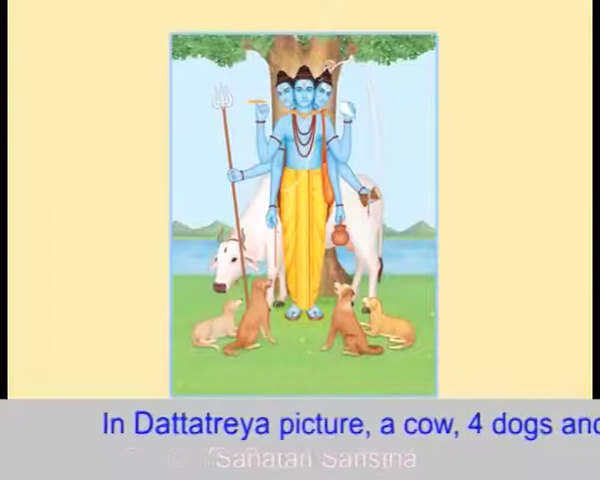 In Dattatreya picture, a cow, 4 dogs and
Sanatan Sanstha